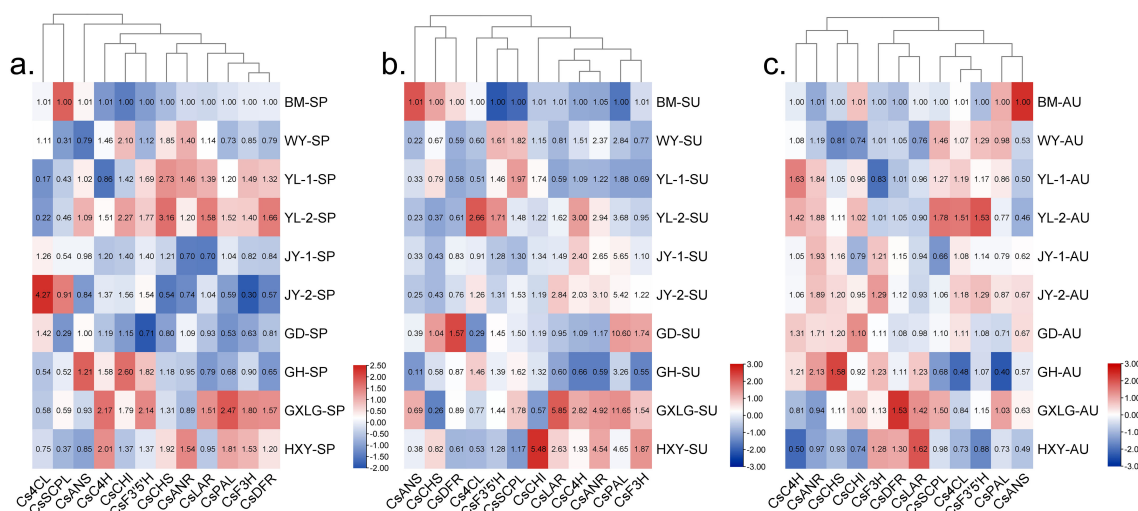 a.
1.01 1.00 1.01 1.01 1.00 1.00 1.00 1.00 1.00 1.00 1.00 1.00 BM-SP
1.11 0.31 0.79 1.46 2.10 1.12 1.85 1.40 1.14 0.73 0.85 0.79 WY-SP
0.17 0.43 1.02 0.86 1.42 1.69 2.73 1.46 1.39 1.20 1.49 1.32 YL-1-SP
0.22 0.46 1.09 1.51 2.27 1.77 3.16 1.20 1.58 1.52 1.40 1.66 YL-2-SP
1.26 0.54 0.98 1.20 1.40 1.40 1.21 0.70 0.70 1.04 0.82 0.84 JY-1-SP
4.27 0.91 0.84 1.37 1.56 1.54 0.54 0.74 1.04 0.59 0.30 0.57 JY-2-SP
1.42 0.29 1.00 1.19 1.15 0.71 0.80 1.09 0.93 0.53 0.63 0.81 GD-SP
0.54 0.52 1.21 1.58 2.60 1.82 1.18 0.95 0.79 0.68 0.90 0.65 GH-SP
0.58 0.59 0.93 2.17 1.79 2.14 1.31 0.89 1.51 2.47 1.80 1.57 GXLG-SP
0.75 0.37 0.85 2.01 1.37 1.37 1.92 1.54 0.95 1.81 1.53 1.20 HXY-SP
Cs4CL CsSCPL CsANS CsC4H CsCHI CsF3'5'H CsCHS CsANR CsLAR CsPAL CsF3H CsDFR
2.50
2.00
1.50
1.00
0.50
0.00
-0.50
-1.00
-1.50
-2.00
b.
1.01 1.00 1.00 1.00 1.00 1.00 1.01 1.01 1.00 1.05 1.00 1.01 BM-SU
0.22 0.67 0.59 0.60 1.61 1.82 1.15 0.81 1.51 2.37 2.84 0.77 WY-SU
0.33 0.79 0.58 0.51 1.46 1.97 1.74 0.59 1.09 1.22 1.88 0.69 YL-1-SU
0.23 0.37 0.61 2.66 1.71 1.48 1.22 1.62 3.00 2.94 3.68 0.95 YL-2-SU
0.33 0.43 0.83 0.91 1.28 1.30 1.34 1.49 2.40 2.65 5.65 1.10 JY-1-SU
0.25 0.43 0.76 1.26 1.31 1.53 1.19 2.84 2.03 3.10 5.42 1.22 JY-2-SU
0.39 1.04 1.57 0.29 1.45 1.50 1.19 0.95 1.09 1.17 10.60 1.74 GD-SU
0.11 0.58 0.87 1.46 1.39 1.62 1.32 0.60 0.66 0.59 3.26 0.55 GH-SU
0.69 0.26 0.89 0.77 1.44 1.78 0.57 5.85 2.82 4.92 11.65 1.54 GXLG-SU
0.38 0.82 0.61 0.53 1.28 1.17 5.48 2.63 1.93 4.54 4.65 1.87 HXY-SU
CsANS CsCHS CsDFR Cs4CL CsF3'5'H CsSCPL CsCHI CsLAR CsC4H CsANR CsPAL CsF3H
3.00
2.00
1.00
0.00
-1.00
-2.00
-3.00
c.
1.00 1.01 1.00 1.01 1.00 1.00 1.00 1.00 1.01 1.00 1.00 1.00 BM-AU
1.08 1.19 0.81 0.74 1.01 1.05 0.76 1.46 1.07 1.29 0.98 0.53 WY-AU
1.63 1.84 1.05 0.96 0.83 1.01 0.96 1.27 1.19 1.17 0.86 0.50 YL-1-AU
1.42 1.88 1.11 1.02 1.01 1.05 0.90 1.78 1.51 1.53 0.77 0.46 YL-2-AU
1.05 1.93 1.16 0.79 1.21 1.15 0.94 0.66 1.08 1.14 0.79 0.62 JY-1-AU
1.06 1.89 1.20 0.95 1.29 1.12 0.93 1.06 1.18 1.29 0.87 0.67 JY-2-AU
1.31 1.71 1.20 1.10 1.11 1.08 0.98 1.10 1.11 1.08 0.71 0.67 GD-AU
1.21 2.13 1.58 0.92 1.23 1.11 1.23 0.68 0.48 1.08 0.40 0.57 GH-AU
0.81 0.94 1.11 1.00 1.13 1.53 1.42 1.50 0.84 1.15 1.03 0.63 GXLG-AU
0.50 0.97 0.93 0.74 1.28 1.30 1.62 0.98 0.73 0.88 0.73 0.49 HXY-AU
CsC4H CsANR CsCHS CsCHI CsF3H CsDFR CsLAR CsSCPL Cs4CL CsF3'5'H CsPAL CsANS
3.00
2.00
1.00
0.00
-1.00
-2.00
-3.00